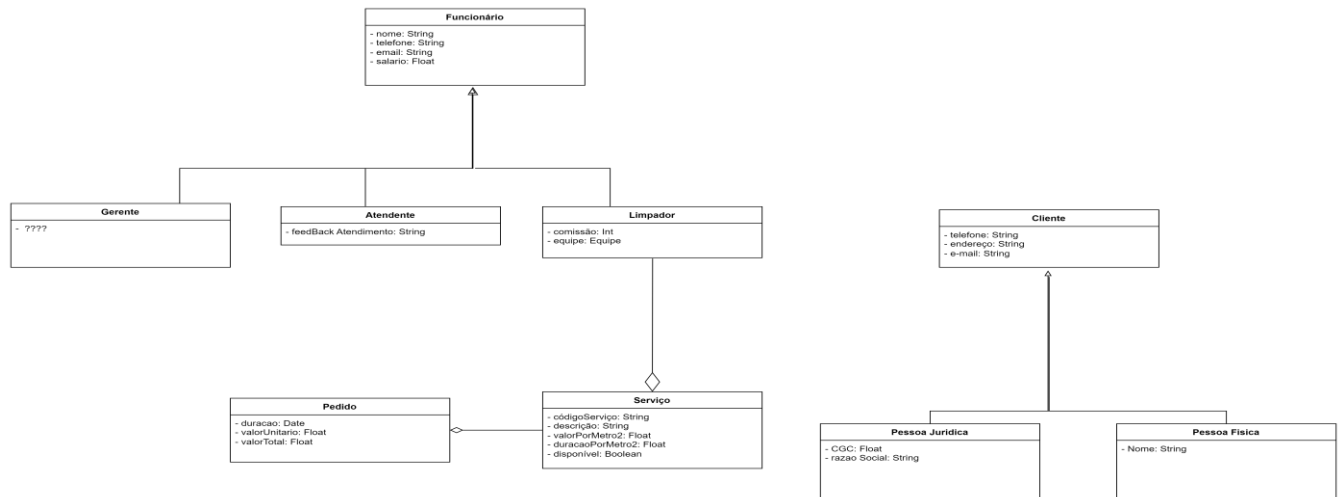 Funcionário
- nome: String
- telefone: String
- email: String
- salario: Float
Gerente
- ????
Atendente
- feedBack Atendimento: String
Limpador
- comissão: Int
- equipe: Equipe
Cliente
- telefone: String
- endereço: String
- e-mail: String
Pedido
- duracao: Date
- valorUnitario: Float
- valorTotal: Float
Serviço
- códigoServiço: String
- descrição: String
- valorPorMetro2: Float
- duracaoPorMetro2: Float
- disponível: Boolean
Pessoa Juridica
- CGC: Float
- razao Social: String
Pessoa Física
- Nome: String